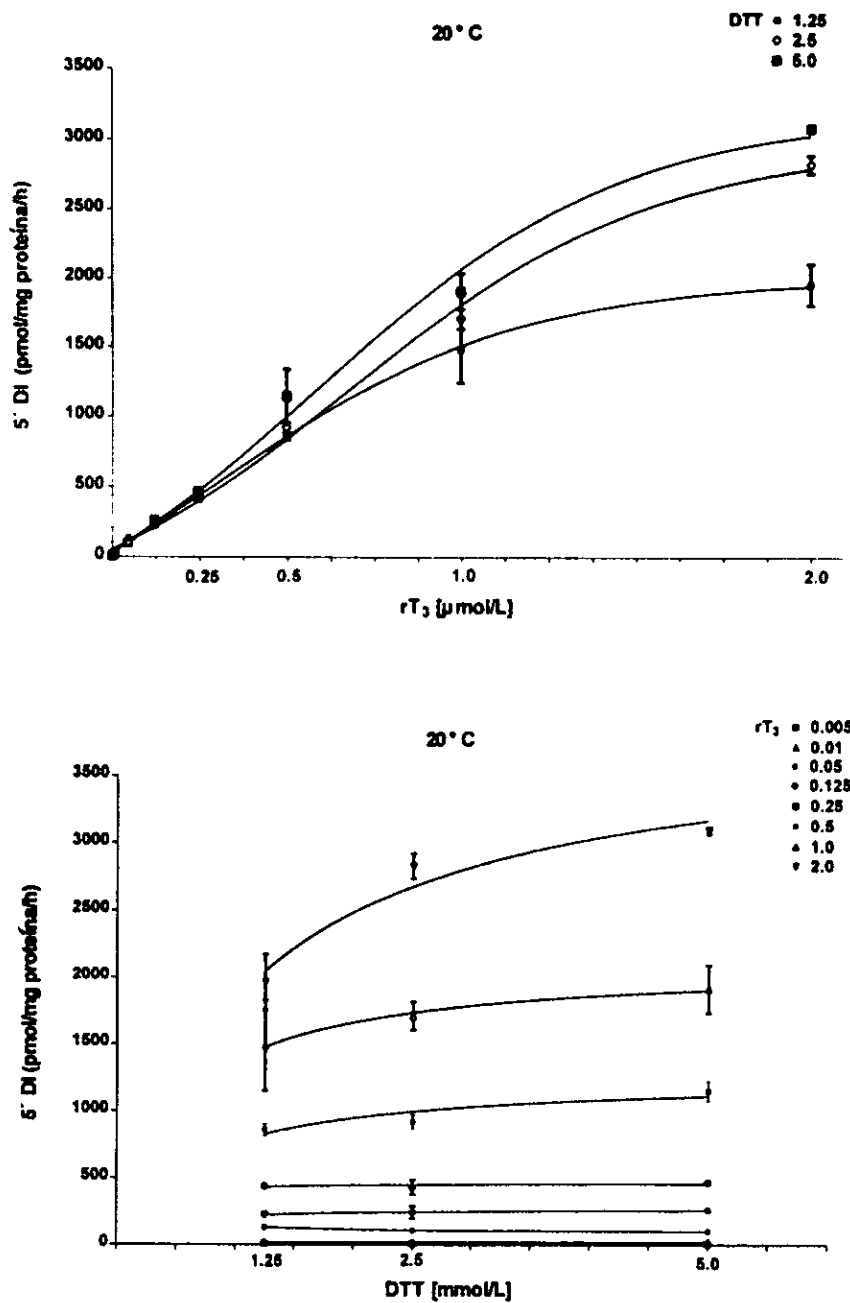 20° C
DTT 1.25
2.5
5.0
3500
3000
2500
2000
1500
1000
500
0
5´ DI (pmol/mg proteína/h)
0.25 0.5 1.0 2.0
rT3 [µmol/L]
20° C
rT3 0.005
0.01
0.05
0.125
0.25
0.5
1.0
2.0
3500
3000
2500
2000
1500
1000
500
0
5´ DI (pmol/mg proteína/h)
1.25 2.5 5.0
DTT [mmol/L]